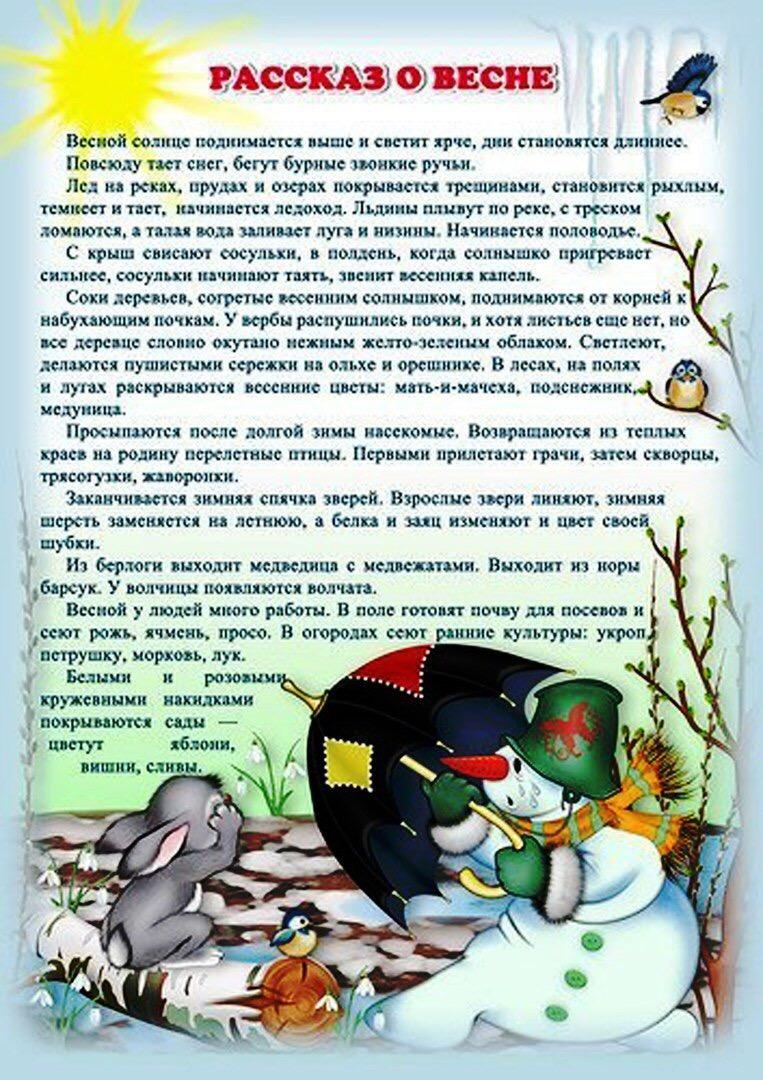 РАССКАЗ О ВЕСНЕ
Весной солнце поднимается выше и светит ярче, дни становятся длиннее.
Повсюду тает снег, бегут бурные звонкие ручьи.
Лед на реках, прудах и озерах покрывается трещинами, становится рыхлым,
темнеет и тает, начинается ледоход. Льдины плывут по реке, с треском
ломаются, а талая вода заливает луга и низины. Начинается половодье.
С крыш свисают сосульки, в полдень, когда солнышко пригревает
сильнее, сосульки начинают таять, звенит весенняя капель.
Соки деревьев, согретые весенним солнышком, поднимаются от корней к
набухающим почкам. У вербы распушились почки, и хотя листьев еще нет, но
все деревце словно окутано нежным желто-зеленым облаком. Светлеют,
делаются пушистыми сережки на ольхе и орешнике. В лесах, на полях
и лугах раскрываются весенние цветы: мать-и-мачеха, подснежник,
медуница.
Просыпаются после долгой зимы насекомые. Возвращаются из теплых
краев на родину перелетные птицы. Первыми прилетают грачи, затем скворцы,
трясогузки, жаворонки.
Заканчивается зимняя спячка зверей. Взрослые звери линяют, зимняя
шерсть заменяется на летнюю, а белка и заяц изменяют и цвет своей
шубки.
Из берлоги выходит медведица с медвежатами. Выходит из норы
барсук. У волчицы появляются волчата.
Весной у людей много работы. В поле готовят почву для посевов и
сеют рожь, ячмень, просо. В огородах сеют ранние культуры: укроп,
петрушку, морковь, лук.
Белыми и розовыми
кружевными накидками
покрываются сады —
цветут яблони,
вишни, сливы.